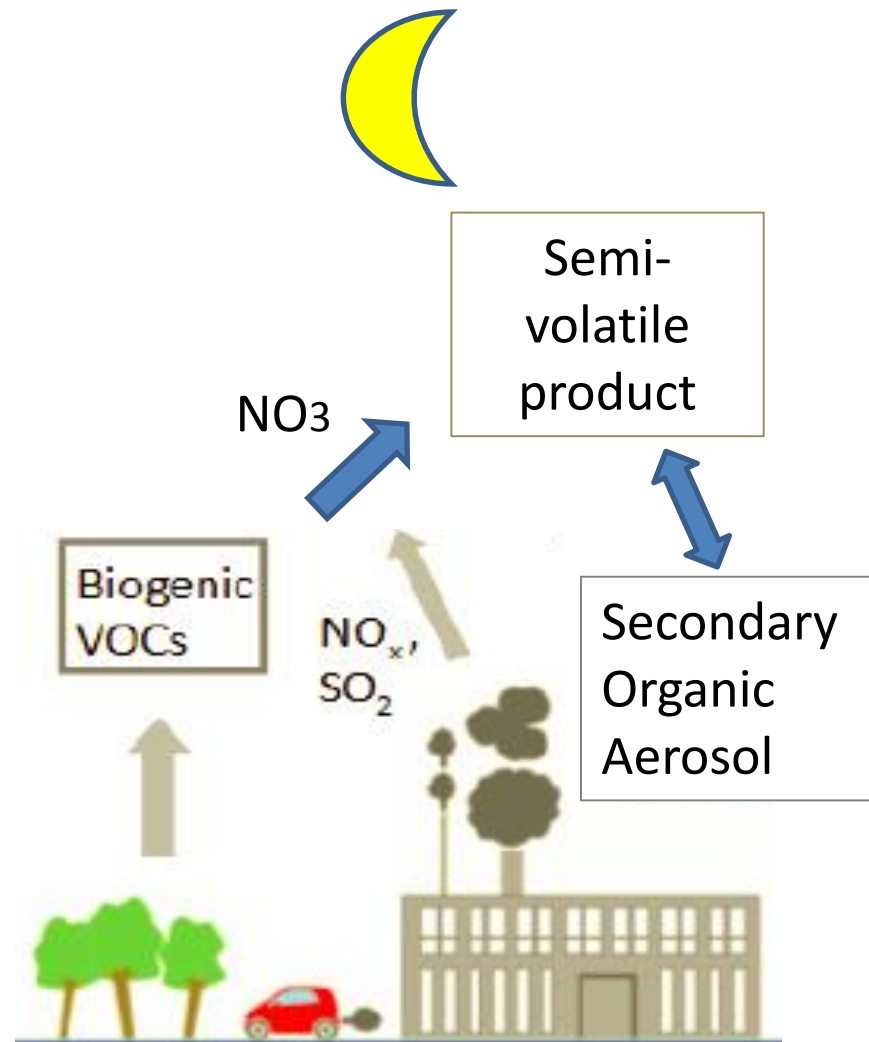 Semi-
volatile
product
NO3
Biogenic
VOCs
NOₓ,
SO₂
Secondary
Organic
Aerosol